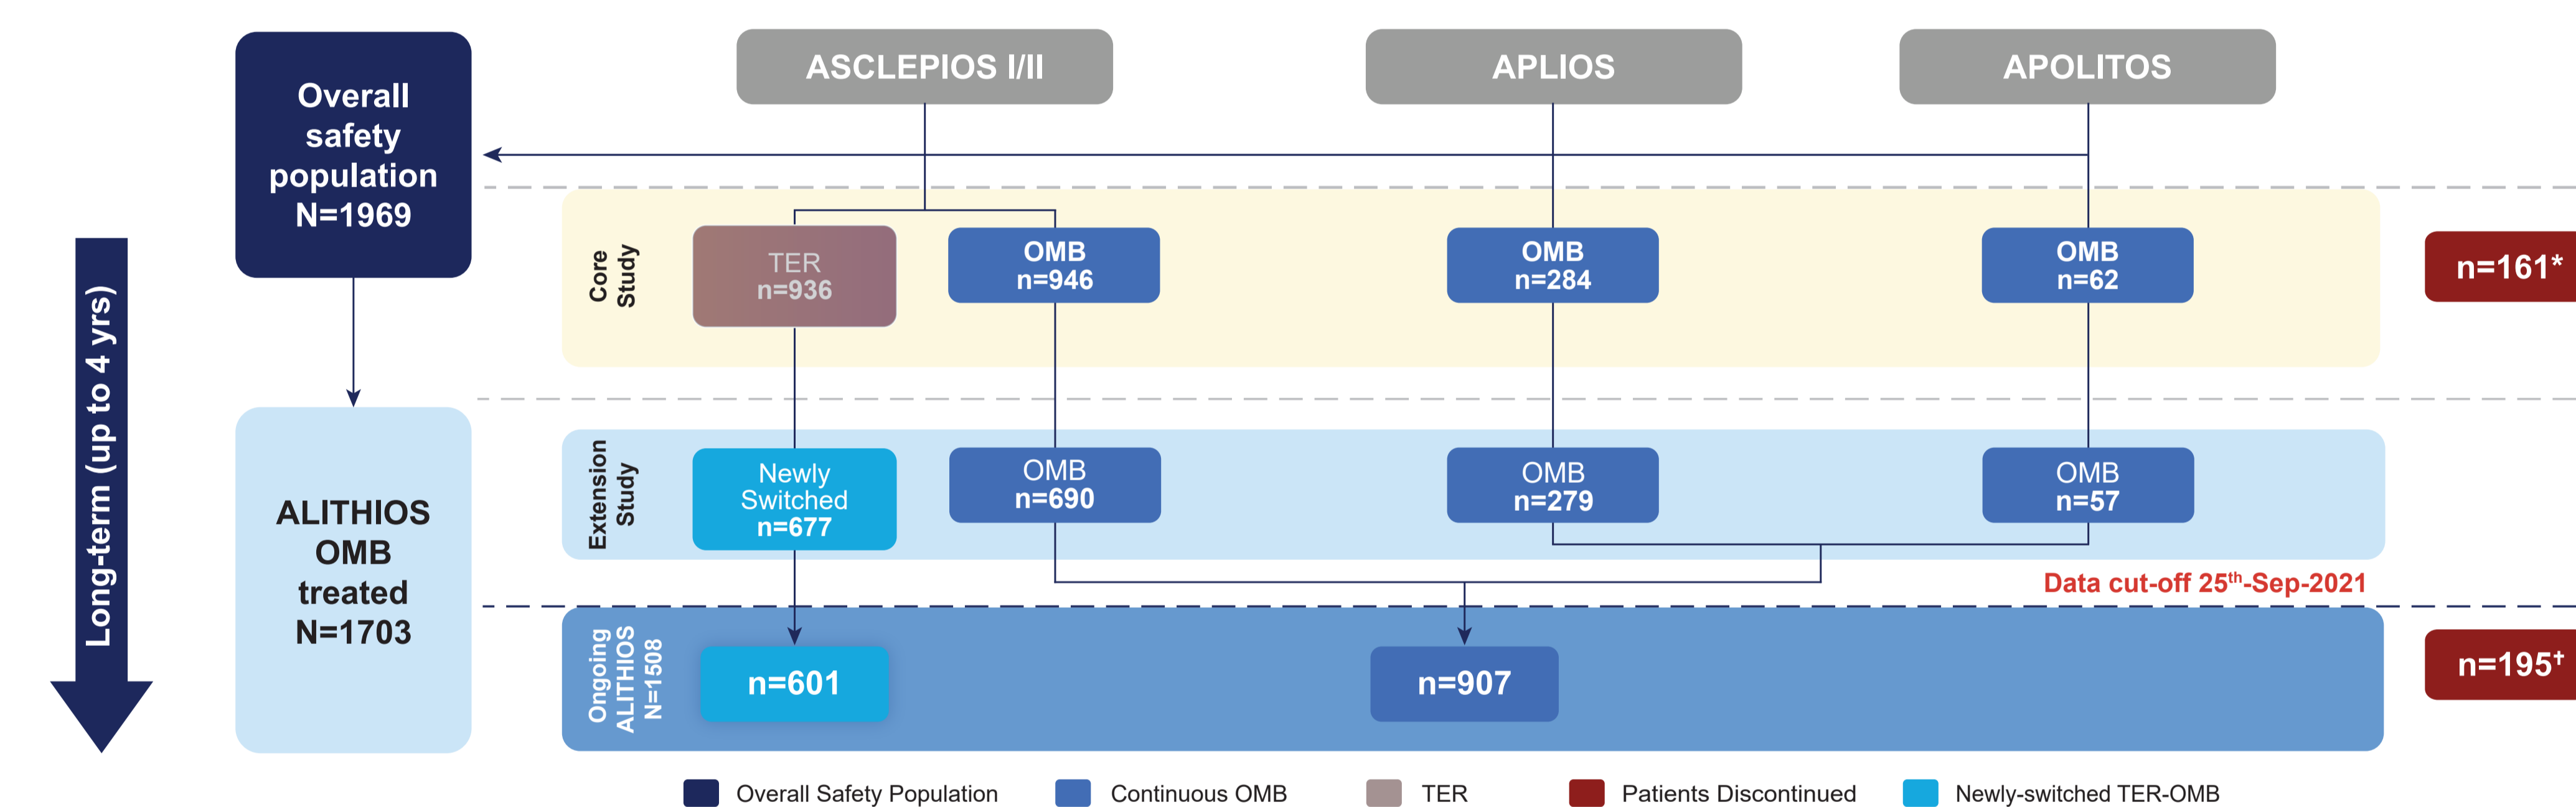 ASCLEPIOS I/II
APLIOS
APOLITOS
Overall
safety
population
N=1969
Core
Study
TER
n=936
OMB
n=946
OMB
n=284
OMB
n=62
n=161*
Long-term (up to 4 yrs)
ALITHIOS
OMB
treated
N=1703
Extension
Study
Newly
Switched
n=677
OMB
n=690
OMB
n=279
OMB
n=57
Data cut-off 25th-Sep-2021
Ongoing
ALITHIOS
N=1508
n=601
n=907
n=195†
Overall Safety Population
Continuous OMB
TER
Patients Discontinued
Newly-switched TER-OMB